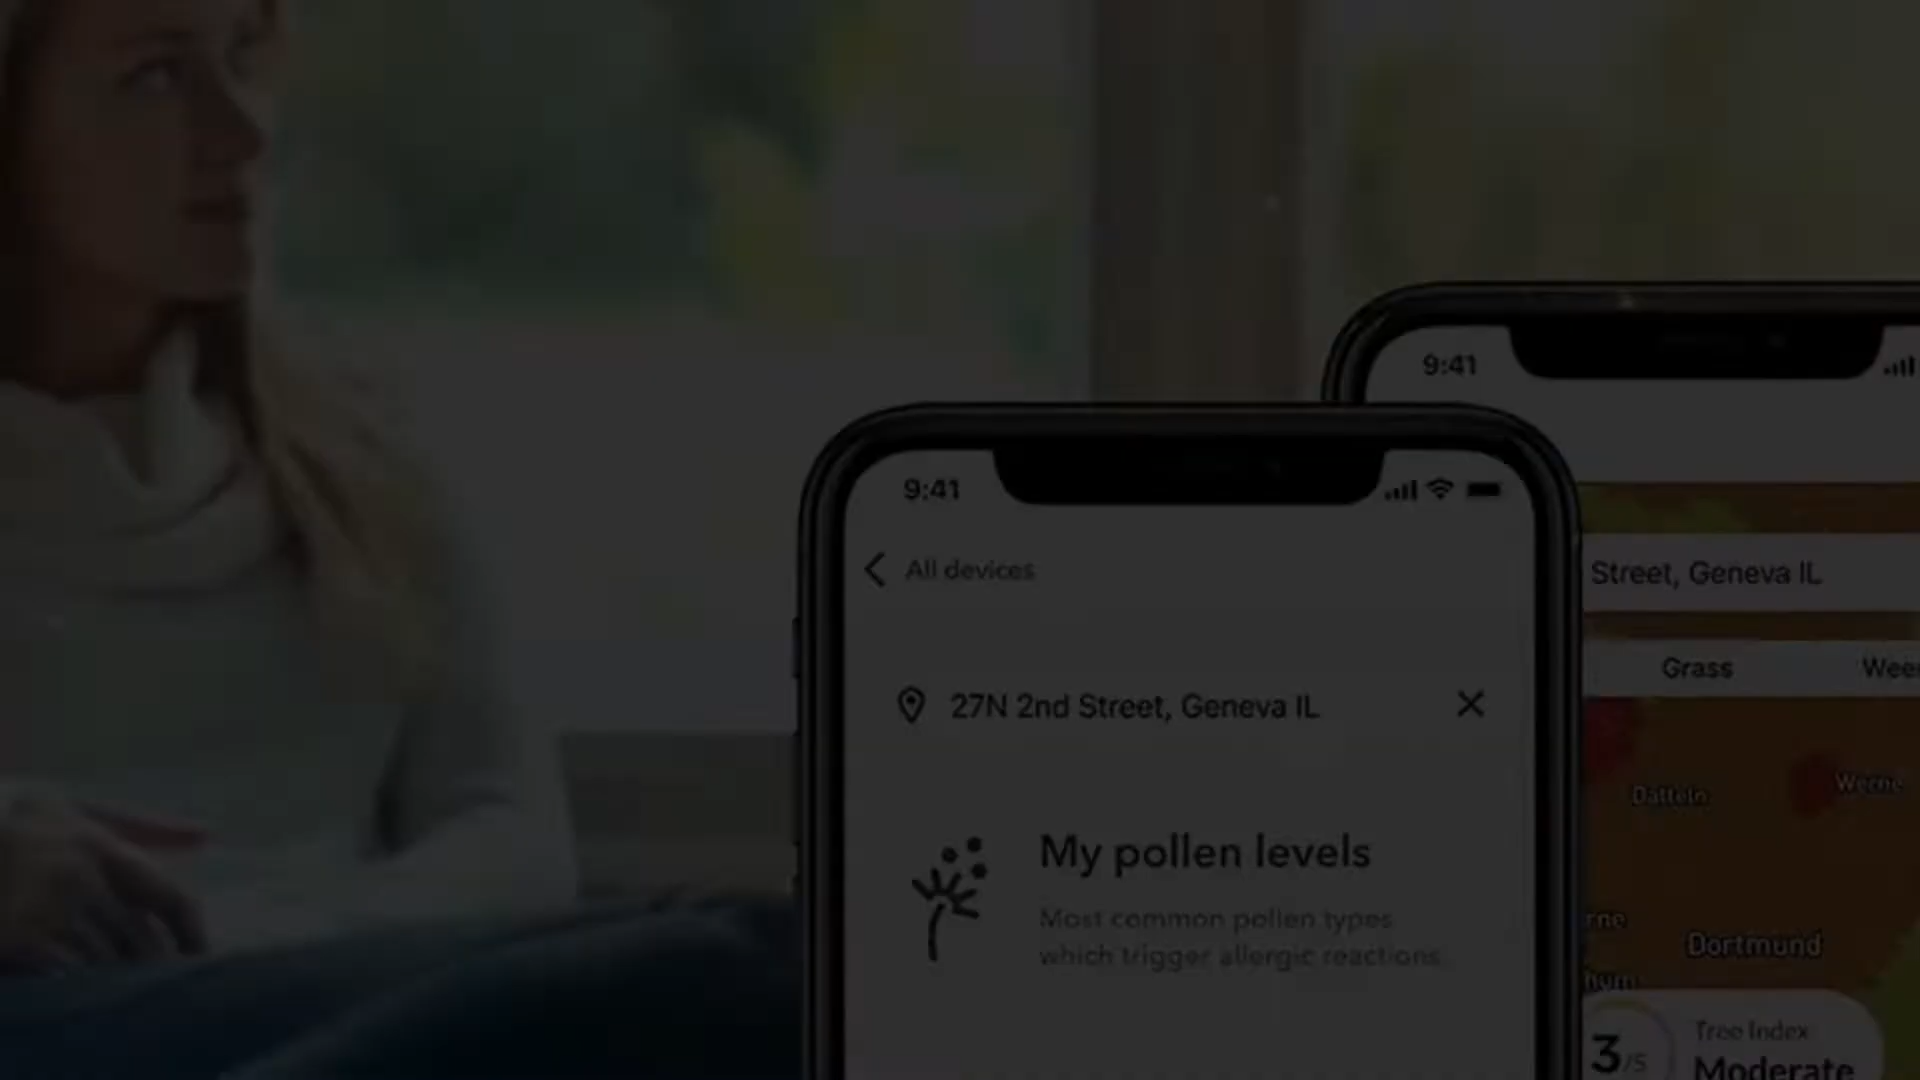 9:41
All devices
27N 2nd Street, Geneva IL
My pollen levels
Most common pollen types
which trigger allergic reactions.
9:41
Street, Geneva IL
Grass
Datteln
Werne
Dortmund
3/5
Tree Index
Moderate